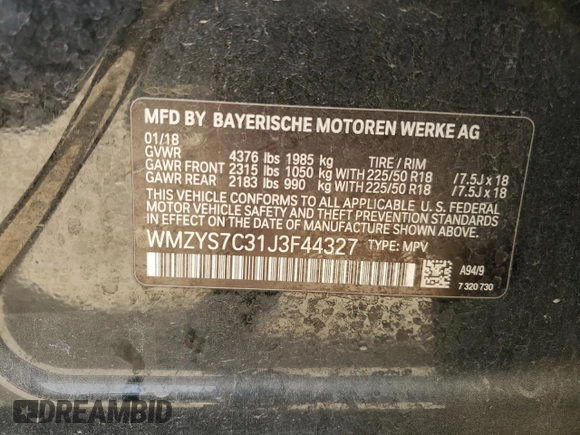 MFD BY BAYERISCHE MOTOREN WERKE AG
01/18
GVWR 4376 lbs 1985 kg TIRE / RIM
GAWR FRONT 2315 lbs 1050 kg WITH 225/50 R18 /7.5J x 18
GAWR REAR 2183 lbs 990 kg WITH 225/50 R18 /7.5J x 18
THIS VEHICLE CONFORMS TO ALL APPLICABLE U. S. FEDERAL
MOTOR VEHICLE SAFETY AND THEFT PREVENTION STANDARDS
IN EFFECT ON THE DATE OF MANUFACTURE SHOWN ABOVE.
WMZYS7C31J3F44327 TYPE: MPV
A94/9
7 320 730
DREAMBID